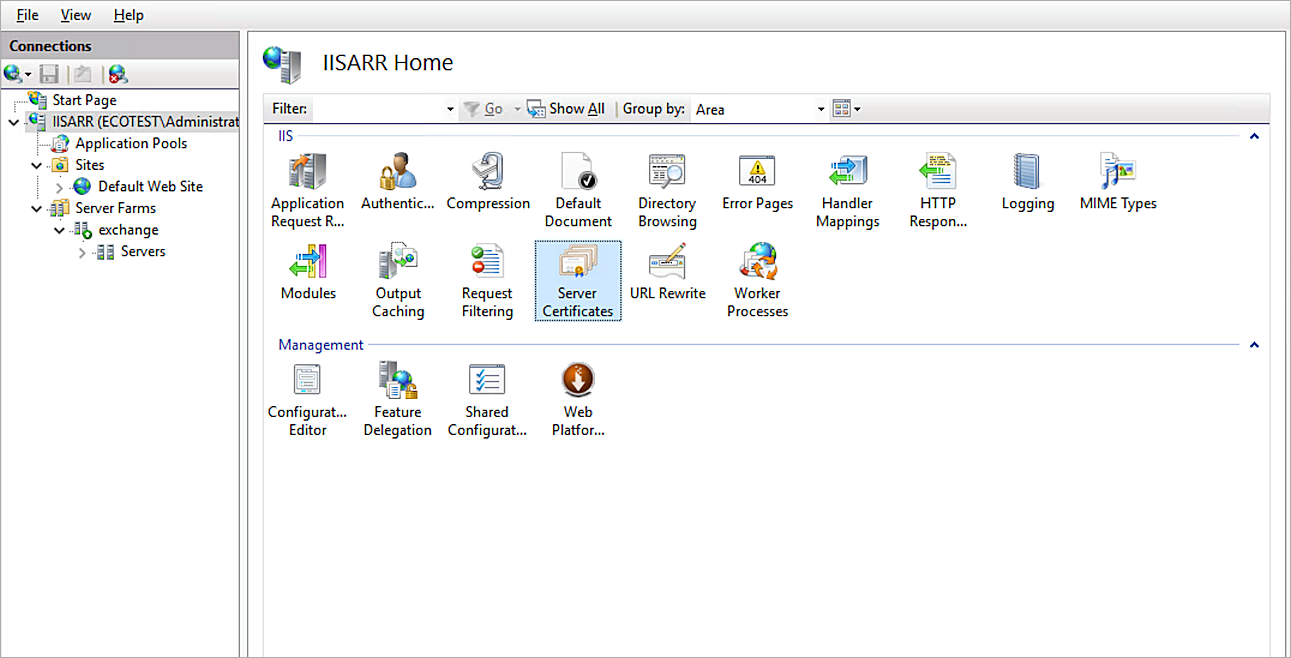 File View Help
Connections
Start Page
IISARR (ECOTEST\Administrat
Application Pools
Sites
Default Web Site
Server Farms
exchange
Servers
IISARR Home
Filter: Go Show All Group by: Area
IIS
Application
Request R...
Authentic...
Compression
Default
Document
Directory
Browsing
404
Error Pages
Handler
Mappings
HTTP
Respon...
Logging
MIME Types
Modules
Output
Caching
Request
Filtering
Server
Certificates
URL Rewrite
Worker
Processes
Management
Configurat...
Editor
Feature
Delegation
Shared
Configurat...
Web
Platfor...